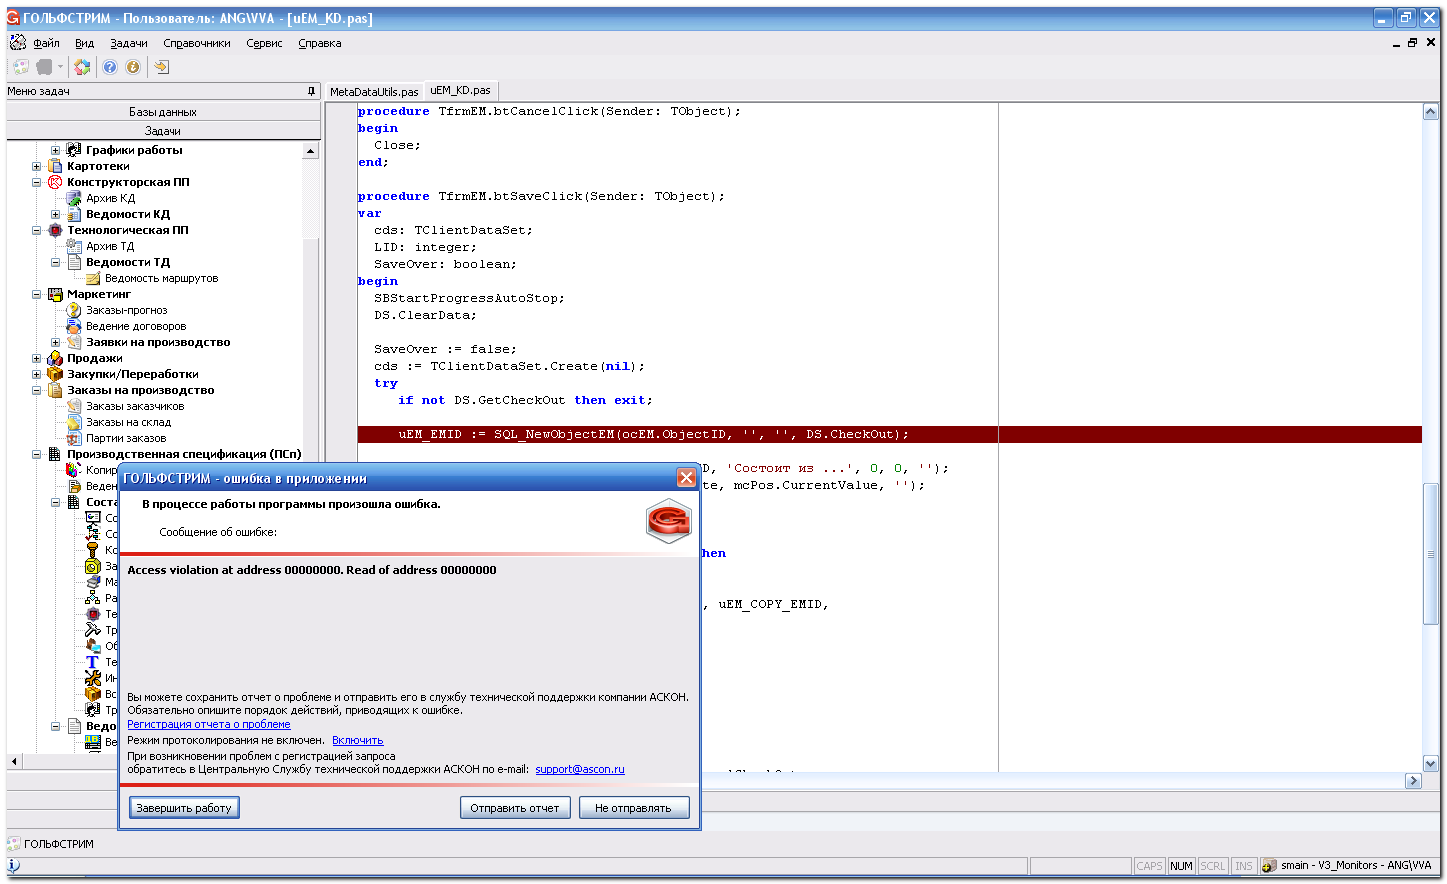 ГОЛЬФСТРИМ - Пользователь: ANG\VVA - [uEM_KD.pas]
Файл Вид Задачи Справочники Сервис Справка
Меню задач
MetaDataUtils.pas uEM_KD.pas
Базы данных
Задачи
Графики работы
Картотеки
Конструкторская ПП
Архив КД
Ведомости КД
Технологическая ПП
Архив ТД
Ведомости ТД
Ведомость маршрутов
Маркетинг
Заказы-прогноз
Ведение договоров
Заявки на производство
Продажи
Закупки/Переработки
Заказы на производство
Заказы заказчиков
Заказы на склад
Партии заказов
Производственная спецификация (ПСп)
Копир
Веден
Соста
Со
Со
Ко
За
Ма
Ра
Те
Тр
Об
Те
Ин
Вс
Тр
Ведо
Ве
procedure TfrmEM.btCancelClick(Sender: TObject);
begin
Close;
end;
procedure TfrmEM.btSaveClick(Sender: TObject);
var
cds: TClientDataSet;
LID: integer;
SaveOver: boolean;
begin
SBStartProgressAutoStop;
DS.ClearData;
SaveOver := false;
cds := TClientDataSet.Create(nil);
try
if not DS.GetCheckOut then exit;
uEM_EMID := SQL_NewObjectEM(ocEM.ObjectID, '', '', DS.CheckOut);
D, 'Состоит из ...', 0, 0, '');
te, mcPos.CurrentValue, '');
hen
, uEM_COPY_EMID,
ГОЛЬФСТРИМ - ошибка в приложении
В процессе работы программы произошла ошибка.
Сообщение об ошибке:
Access violation at address 00000000. Read of address 00000000
Вы можете сохранить отчет о проблеме и отправить его в службу технической поддержки компании АСКОН.
Обязательно опишите порядок действий, приводящих к ошибке.
Регистрация отчета о проблеме
Режим протоколирования не включен. Включить
При возникновении проблем с регистрацией запроса
обратитесь в Центральную Службу технической поддержки АСКОН по e-mail: support@ascon.ru
Завершить работу Отправить отчет Не отправлять
ГОЛЬФСТРИМ
CAPS NUM SCRL INS smain - V3_Monitors - ANG\VVA